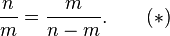 n/m = m/(n − m). (∗)